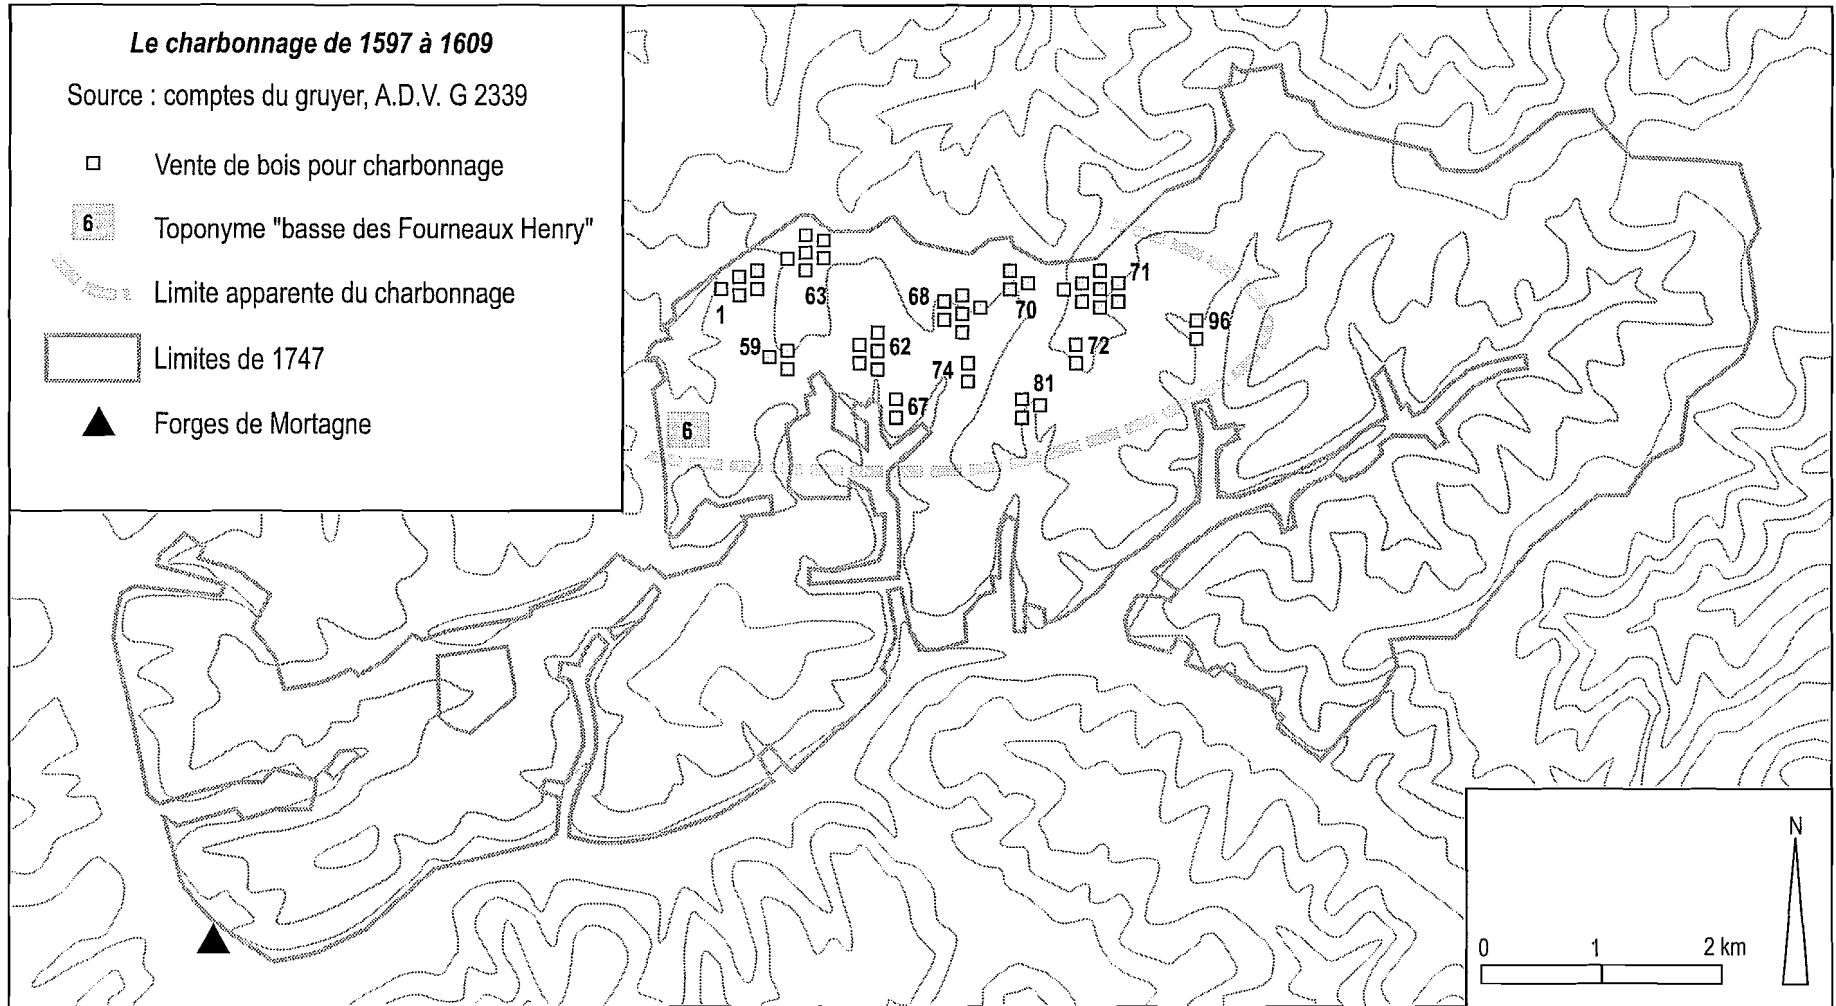 Le charbonnage de 1597 à 1609
Source : comptes du gruyer, A.D.V. G 2339
Vente de bois pour charbonnage
6
Toponyme "basse des Fourneaux Henry"
Limite apparente du charbonnage
Limites de 1747
Forges de Mortagne
1
63
59
62
68
70
71
96
72
74
81
67
6
N
0 1 2 km